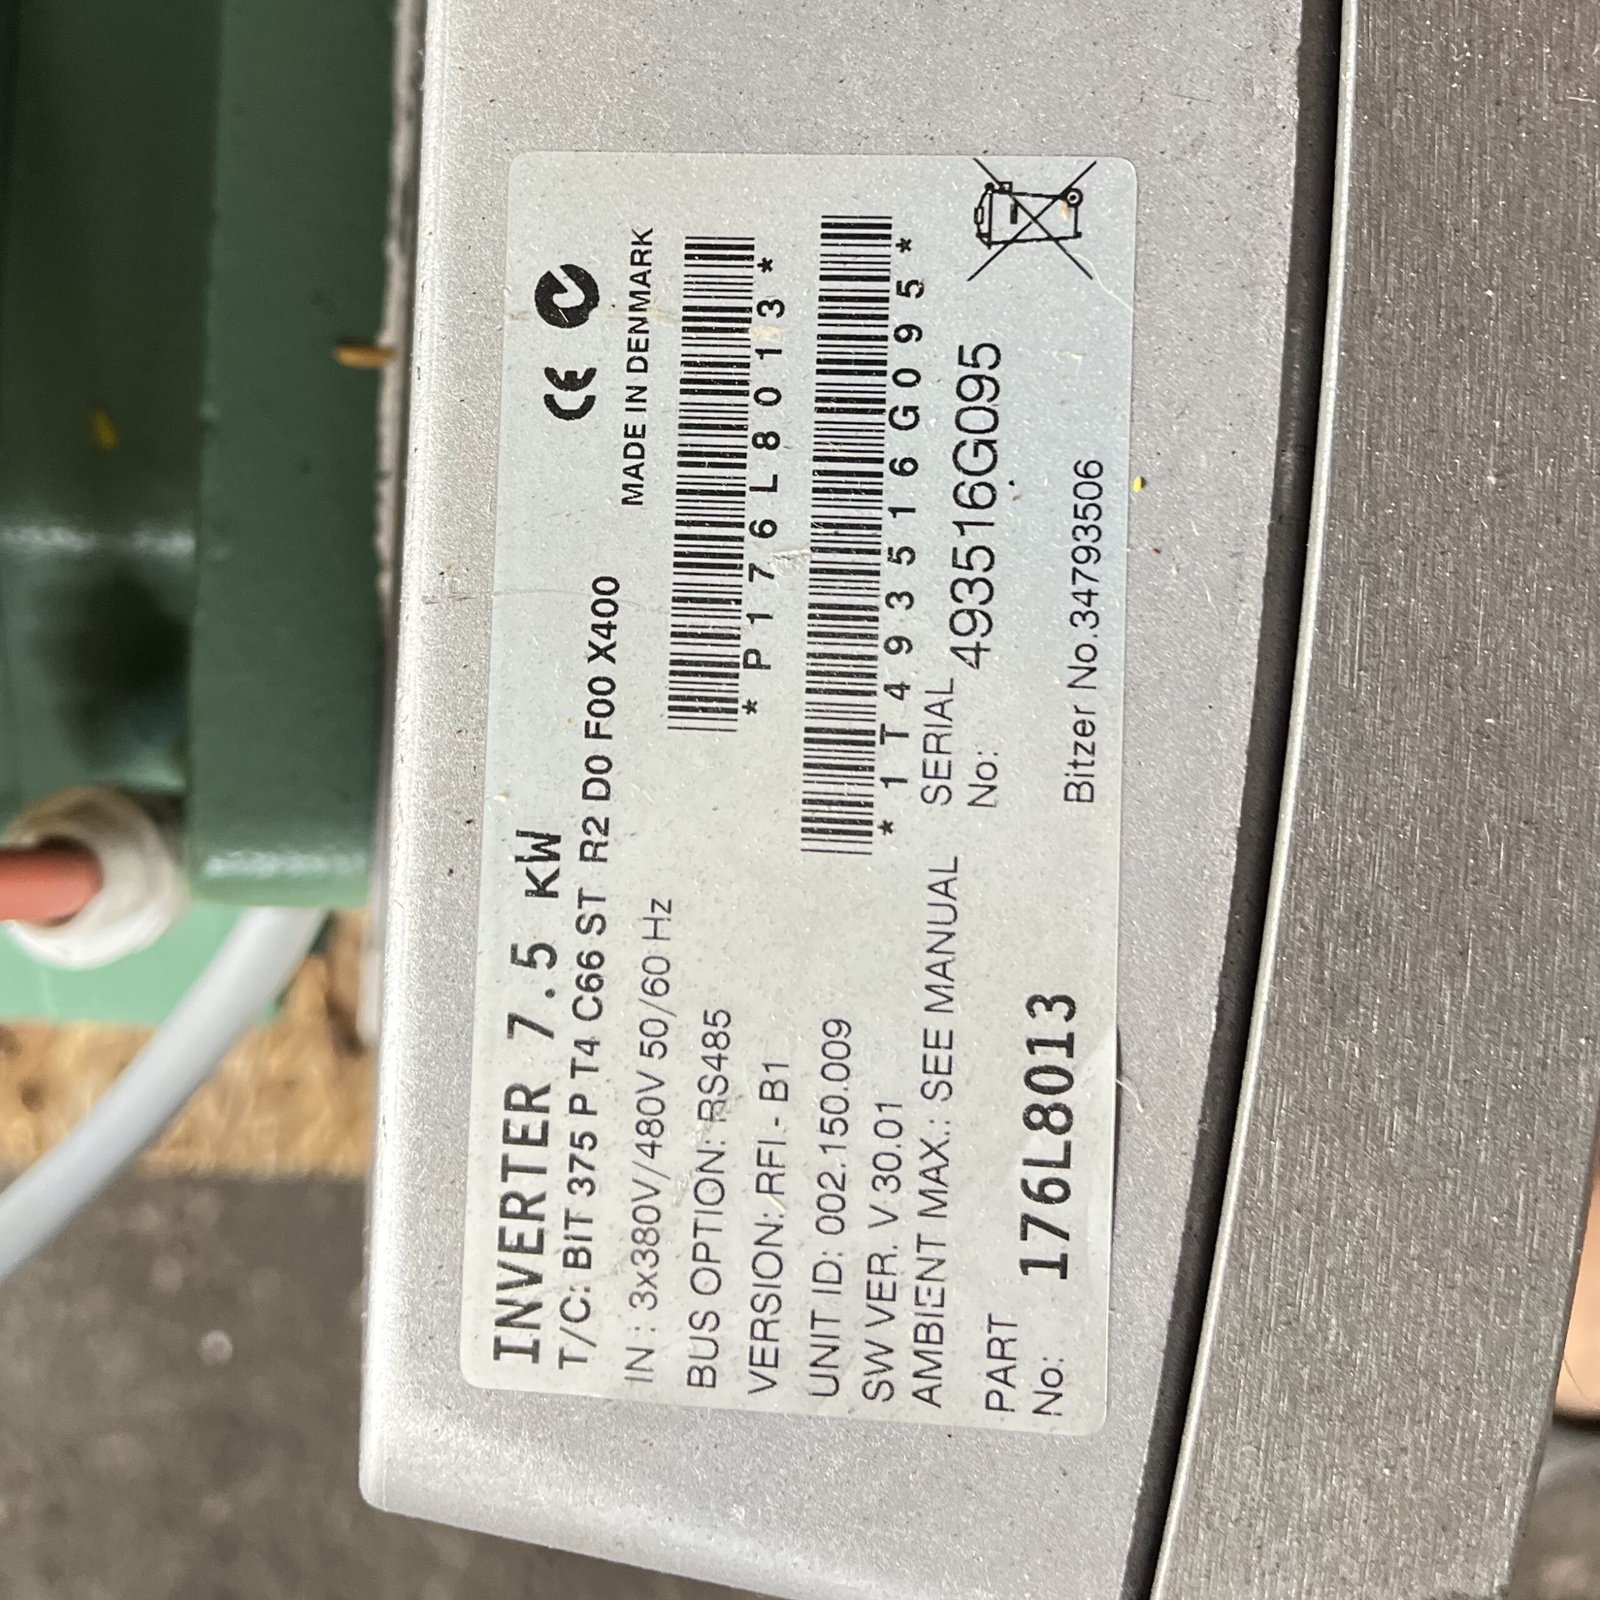 INVERTER 7.5 KW
T/C: BIT 375 P T4 C66 ST R2 D0 F00 X400
CE
IN : 3x380V/480V 50/60 Hz
MADE IN DENMARK
BUS OPTION: RS485
*P176L8013*
VERSION: RFI - B1
UNIT ID: 002.150.009
*1T493516G095*
SW VER. V 30.01
AMBIENT MAX.: SEE MANUAL
SERIAL
No: 493516G095
PART
No: 176L8013
Bitzer No.34793506